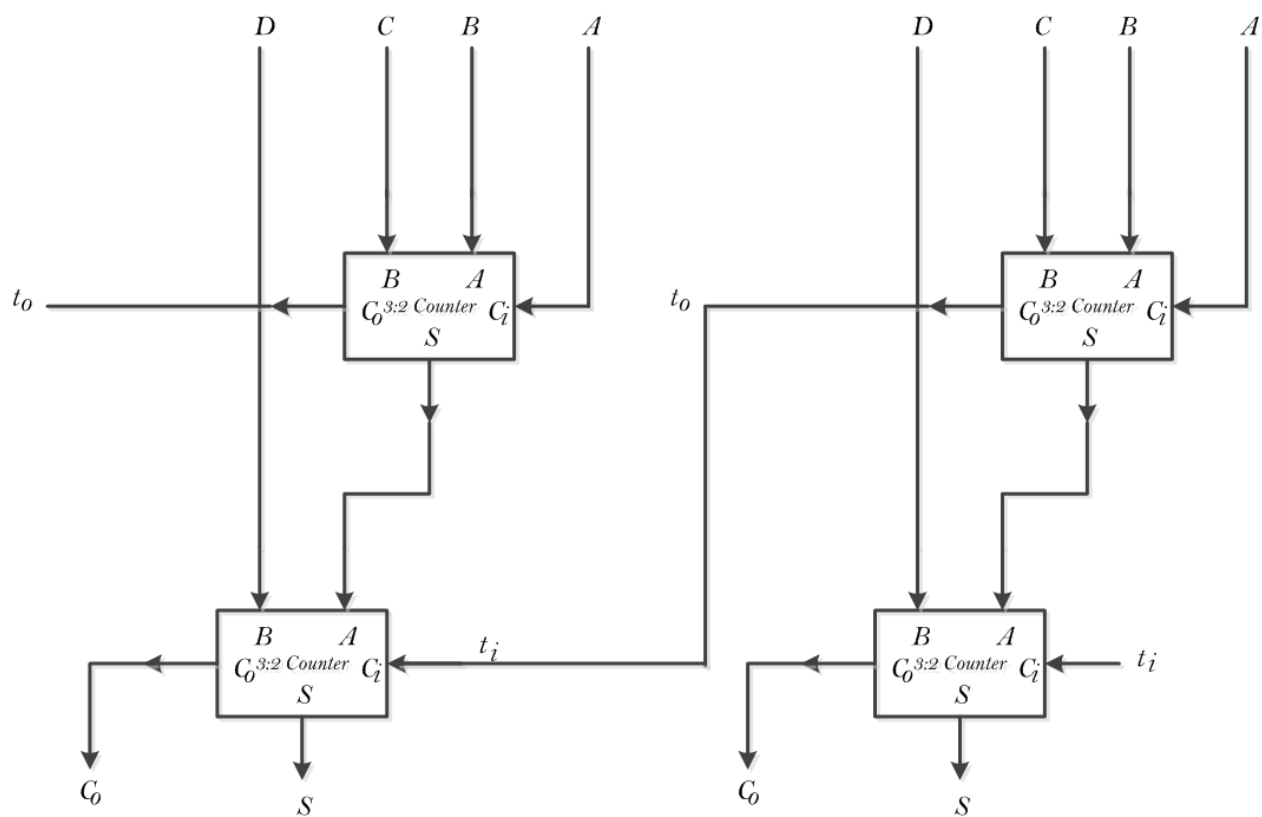 D C B A D C B A
B A B A
t_o C_o 3:2 Counter C_i t_o C_o 3:2 Counter C_i
S S
B A t_i B A t_i
C_o 3:2 Counter C_i C_o 3:2 Counter C_i
S S
C_o S C_o S